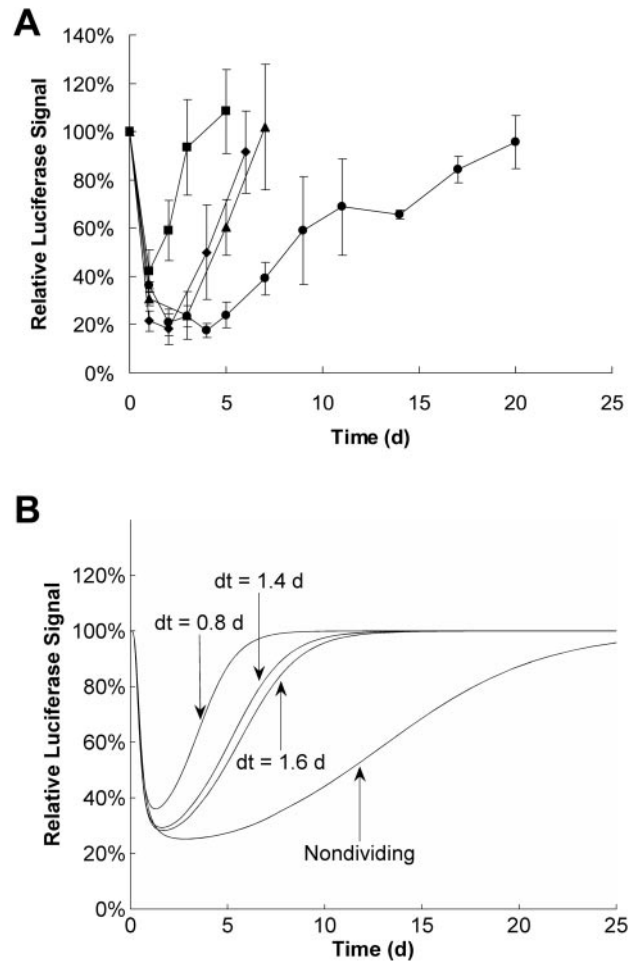 A
140%
120%
100%
80%
60%
40%
20%
0%
Relative Luciferase Signal
0 5 10 15 20 25
Time (d)
B
120%
100%
80%
60%
40%
20%
0%
Relative Luciferase Signal
dt = 1.4 d
dt = 0.8 d
dt = 1.6 d
Nondividing
0 5 10 15 20 25
Time (d)